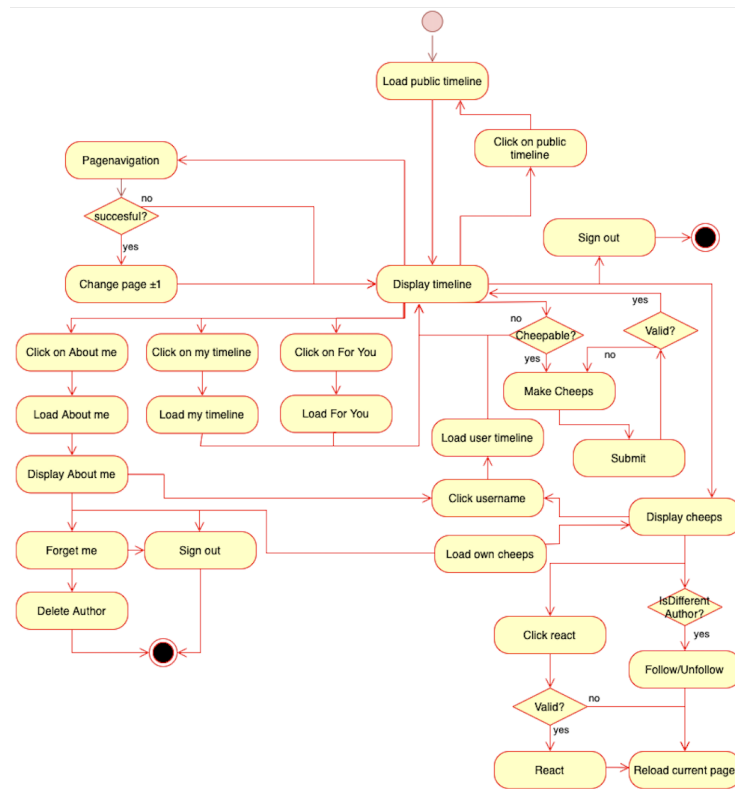 Load public timeline
Click on public
timeline
Pagenavigation
no
succesful?
yes
Sign out
Change page ±1
Display timeline
yes
no
Cheepable?
Valid?
Click on About me
Click on my timeline
Click on For You
yes
no
Make Cheeps
Load About me
Load my timeline
Load For You
Load user timeline
Submit
Display About me
Click username
Display cheeps
Forget me
Sign out
Load own cheeps
Delete Author
IsDifferent
Author?
Click react
yes
Follow/Unfollow
no
Valid?
yes
React
Reload current page